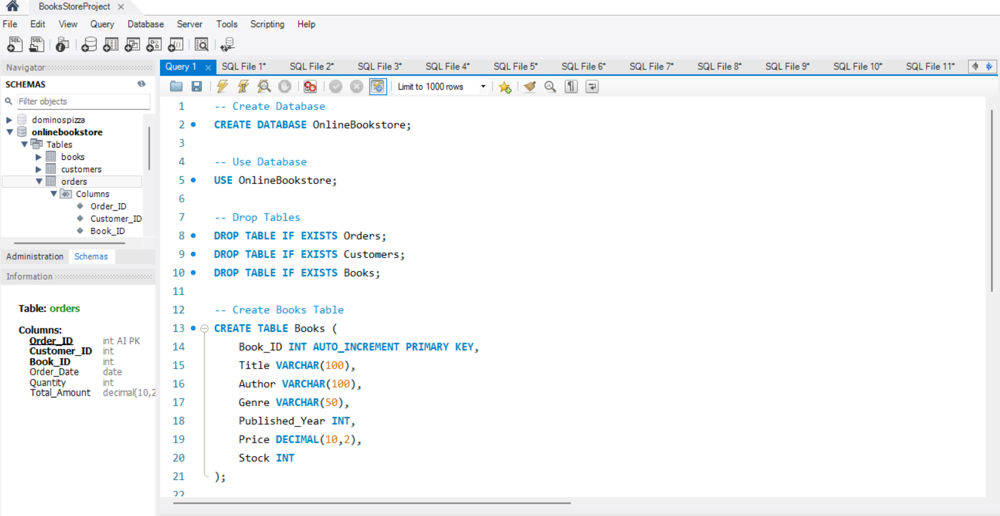 BooksStoreProject
File Edit View Query Database Server Tools Scripting Help
Navigator
SCHEMAS
Filter objects
dominospizza
onlinebookstore
Tables
books
customers
orders
Columns
Order_ID
Customer_ID
Book_ID
Administration Schemas
Information
Table: orders
Columns:
Order_ID int AI PK
Customer_ID int
Book_ID int
Order_Date date
Quantity int
Total_Amount decimal(10,2
Query 1 SQL File 1* SQL File 2* SQL File 3* SQL File 4* SQL File 5* SQL File 6* SQL File 7* SQL File 8* SQL File 9* SQL File 10* SQL File 11*
Limit to 1000 rows
1 -- Create Database
2 CREATE DATABASE OnlineBookstore;
3
4 -- Use Database
5 USE OnlineBookstore;
6
7 -- Drop Tables
8 DROP TABLE IF EXISTS Orders;
9 DROP TABLE IF EXISTS Customers;
10 DROP TABLE IF EXISTS Books;
11
12 -- Create Books Table
13 CREATE TABLE Books (
14 Book_ID INT AUTO_INCREMENT PRIMARY KEY,
15 Title VARCHAR(100),
16 Author VARCHAR(100),
17 Genre VARCHAR(50),
18 Published_Year INT,
19 Price DECIMAL(10,2),
20 Stock INT
21 );
22